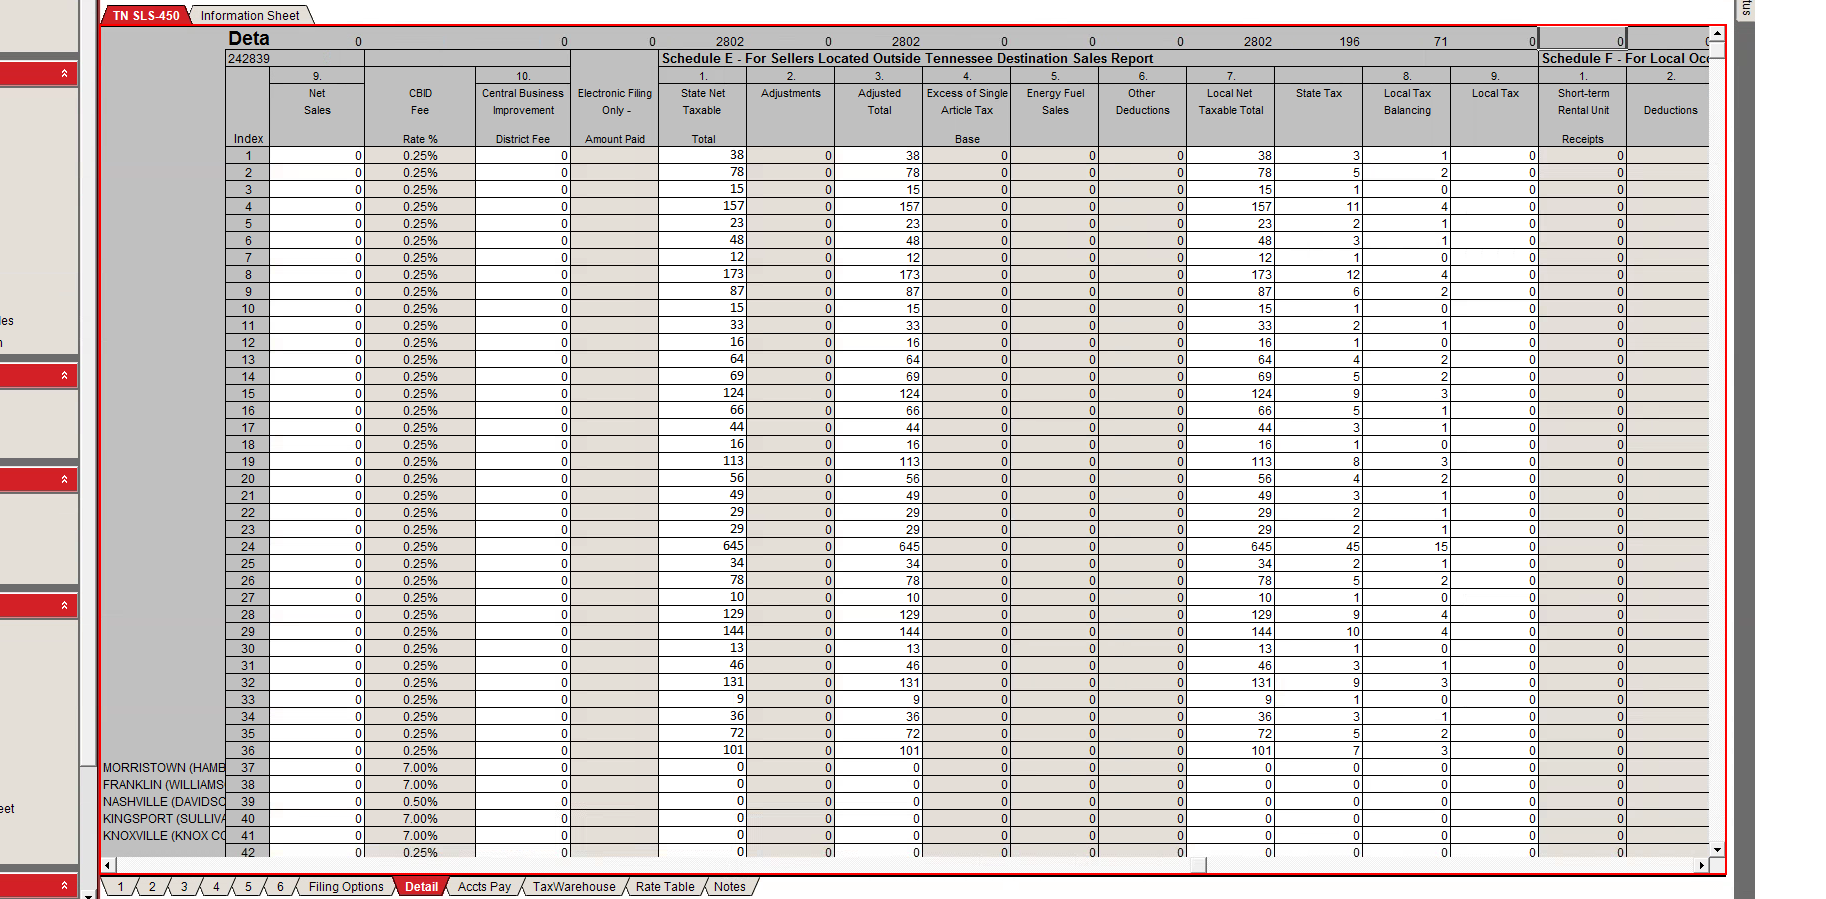 TN SLS-450 Information Sheet
tus
Deta 0 0 0 2802 0 2802 0 0 0 2802 196 71 0 0
242839 Schedule E - For Sellers Located Outside Tennessee Destination Sales Report Schedule F - For Local
9. 10. 1. 2. 3. 4. 5. 6. 7. 8. 9. 1. 2.
Net CBID Central Business Electronic Filing State Net Adjustments Adjusted Excess of Single Energy Fuel Other Local Net State Tax Local Tax Local Tax Short-term
Sales Fee Improvement Only - Taxable Total Article Tax Sales Deductions Taxable Total Balancing Rental Unit Deductions
Index Rate % District Fee Amount Paid Total Base Receipts
1 0 0.25% 0 38 0 38 0 0 0 38 3 1 0 0
2 0 0.25% 0 78 0 78 0 0 0 78 5 2 0 0
3 0 0.25% 0 15 0 15 0 0 0 15 1 0 0 0
4 0 0.25% 0 157 0 157 0 0 0 157 11 4 0 0
5 0 0.25% 0 23 0 23 0 0 0 23 2 1 0 0
6 0 0.25% 0 48 0 48 0 0 0 48 3 1 0 0
7 0 0.25% 0 12 0 12 0 0 0 12 1 0 0 0
8 0 0.25% 0 173 0 173 0 0 0 173 12 4 0 0
9 0 0.25% 0 87 0 87 0 0 0 87 6 2 0 0
10 0 0.25% 0 15 0 15 0 0 0 15 1 0 0 0
11 0 0.25% 0 33 0 33 0 0 0 33 2 1 0 0
les
12 0 0.25% 0 16 0 16 0 0 0 16 1 0 0 0
13 0 0.25% 0 64 0 64 0 0 0 64 4 2 0 0
14 0 0.25% 0 69 0 69 0 0 0 69 5 2 0 0
15 0 0.25% 0 124 0 124 0 0 0 124 9 3 0 0
16 0 0.25% 0 66 0 66 0 0 0 66 5 1 0 0
17 0 0.25% 0 44 0 44 0 0 0 44 3 1 0 0
18 0 0.25% 0 16 0 16 0 0 0 16 1 0 0 0
19 0 0.25% 0 113 0 113 0 0 0 113 8 3 0 0
20 0 0.25% 0 56 0 56 0 0 0 56 4 2 0 0
21 0 0.25% 0 49 0 49 0 0 0 49 3 1 0 0
22 0 0.25% 0 29 0 29 0 0 0 29 2 1 0 0
23 0 0.25% 0 29 0 29 0 0 0 29 2 1 0 0
24 0 0.25% 0 645 0 645 0 0 0 645 45 15 0 0
25 0 0.25% 0 34 0 34 0 0 0 34 2 1 0 0
26 0 0.25% 0 78 0 78 0 0 0 78 5 2 0 0
27 0 0.25% 0 10 0 10 0 0 0 10 1 0 0 0
28 0 0.25% 0 129 0 129 0 0 0 129 9 4 0 0
29 0 0.25% 0 144 0 144 0 0 0 144 10 4 0 0
30 0 0.25% 0 13 0 13 0 0 0 13 1 0 0 0
31 0 0.25% 0 46 0 46 0 0 0 46 3 1 0 0
32 0 0.25% 0 131 0 131 0 0 0 131 9 3 0 0
33 0 0.25% 0 9 0 9 0 0 0 9 1 0 0 0
34 0 0.25% 0 36 0 36 0 0 0 36 3 1 0 0
35 0 0.25% 0 72 0 72 0 0 0 72 5 2 0 0
36 0 0.25% 0 101 0 101 0 0 0 101 7 3 0 0
MORRISTOWN (HAMB 37 0 7.00% 0 0 0 0 0 0 0 0 0 0 0 0
FRANKLIN (WILLIAMS 38 0 7.00% 0 0 0 0 0 0 0 0 0 0 0 0
NASHVILLE (DAVIDSO 39 0 0.50% 0 0 0 0 0 0 0 0 0 0 0 0
eet
KINGSPORT (SULLIVA 40 0 7.00% 0 0 0 0 0 0 0 0 0 0 0 0
KNOXVILLE (KNOX CO 41 0 7.00% 0 0 0 0 0 0 0 0 0 0 0 0
42 0 0.25% 0 0 0 0 0 0 0 0 0 0 0 0
1 2 3 4 5 6 Filing Options Detail Accts Pay TaxWarehouse Rate Table Notes